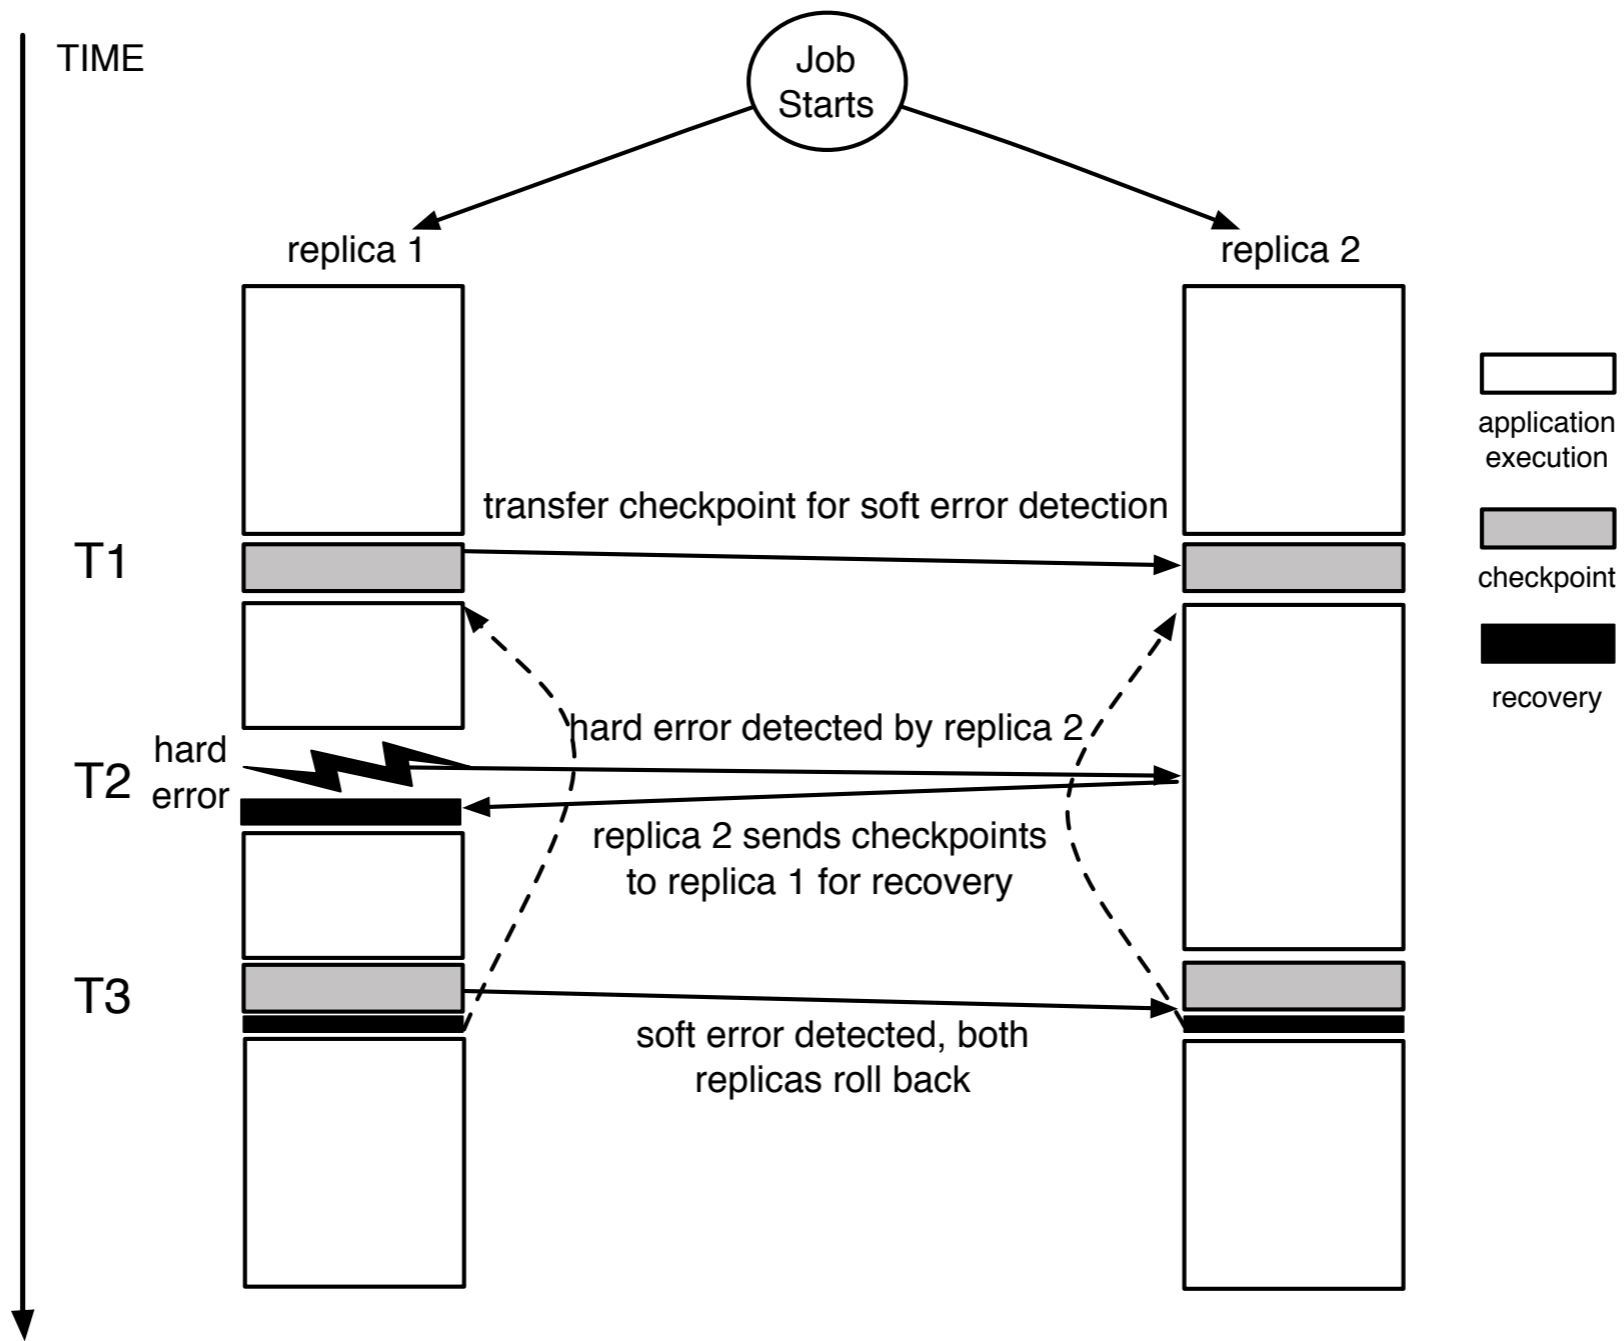 TIME
Job
Starts
replica 1
replica 2
application
execution
transfer checkpoint for soft error detection
T1
checkpoint
recovery
hard error detected by replica 2
T2
hard
error
replica 2 sends checkpoints
to replica 1 for recovery
T3
soft error detected, both
replicas roll back